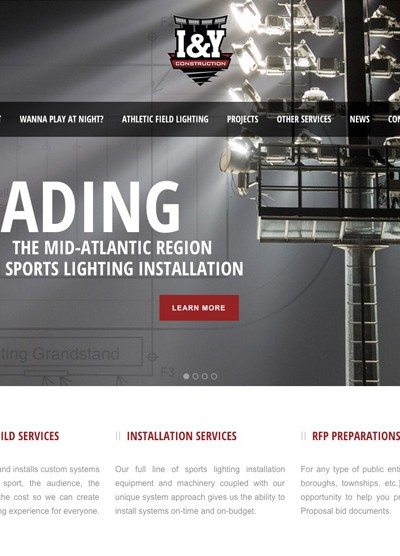 I&Y
CONSTRUCTION
T WANNA PLAY AT NIGHT? ATHLETIC FIELD LIGHTING PROJECTS OTHER SERVICES NEWS CON
ADING
THE MID-ATLANTIC REGION
SPORTS LIGHTING INSTALLATION
LEARN MORE
ting Grandstand
F3
ILD SERVICES
and installs custom systems
sport, the audience, the
the cost so we can create
ng experience for everyone.
INSTALLATION SERVICES
Our full line of sports lighting installation
equipment and machinery coupled with our
unique system approach gives us the ability to
install systems on-time and on-budget.
RFP PREPARATIONS
For any type of public enti
boroughs, townships, etc.)
opportunity to help you pr
Proposal bid documents.